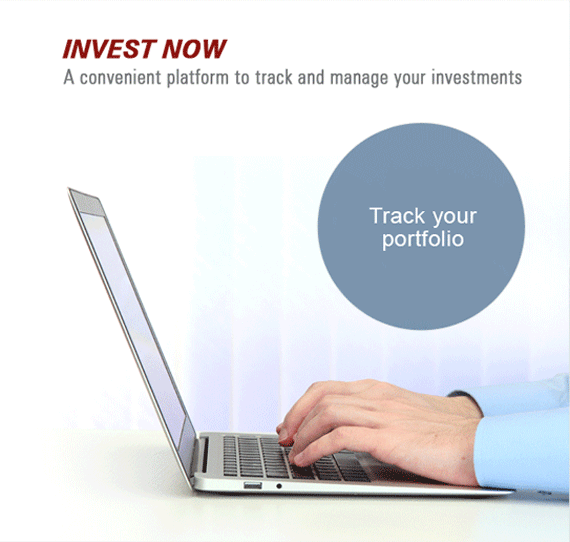 INVEST NOW
A convenient platform to track and manage your investments
Track your
portfolio